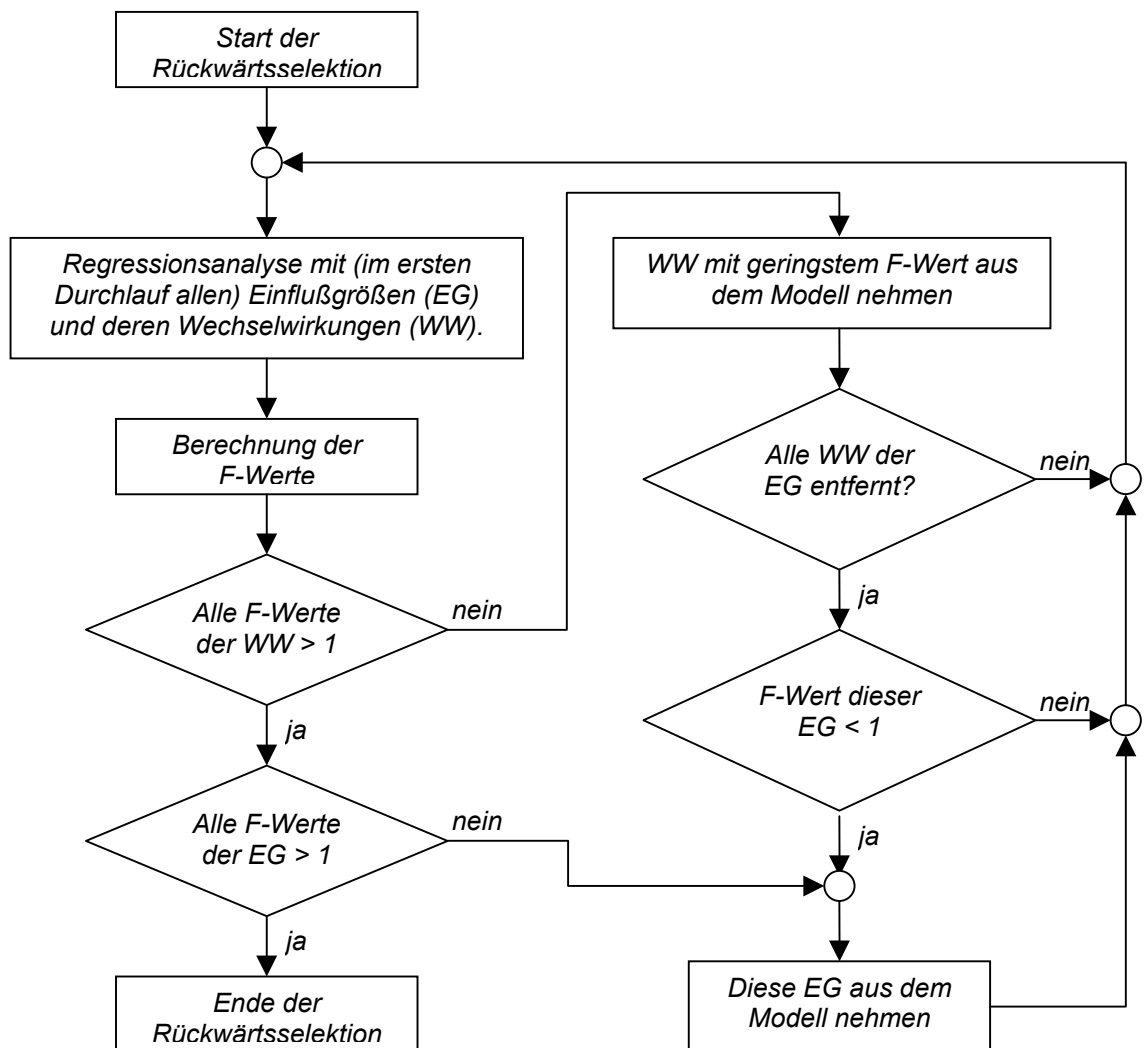 Start der
Rückwärtsselektion
Regressionsanalyse mit (im ersten
Durchlauf allen) Einflußgrößen (EG)
und deren Wechselwirkungen (WW).
Berechnung der
F-Werte
Alle F-Werte
der WW > 1
nein
ja
Alle F-Werte
der EG > 1
nein
ja
Ende der
Rückwärtsselektion
WW mit geringstem F-Wert aus
dem Modell nehmen
Alle WW der
EG entfernt?
nein
ja
F-Wert dieser
EG < 1
nein
ja
Diese EG aus dem
Modell nehmen